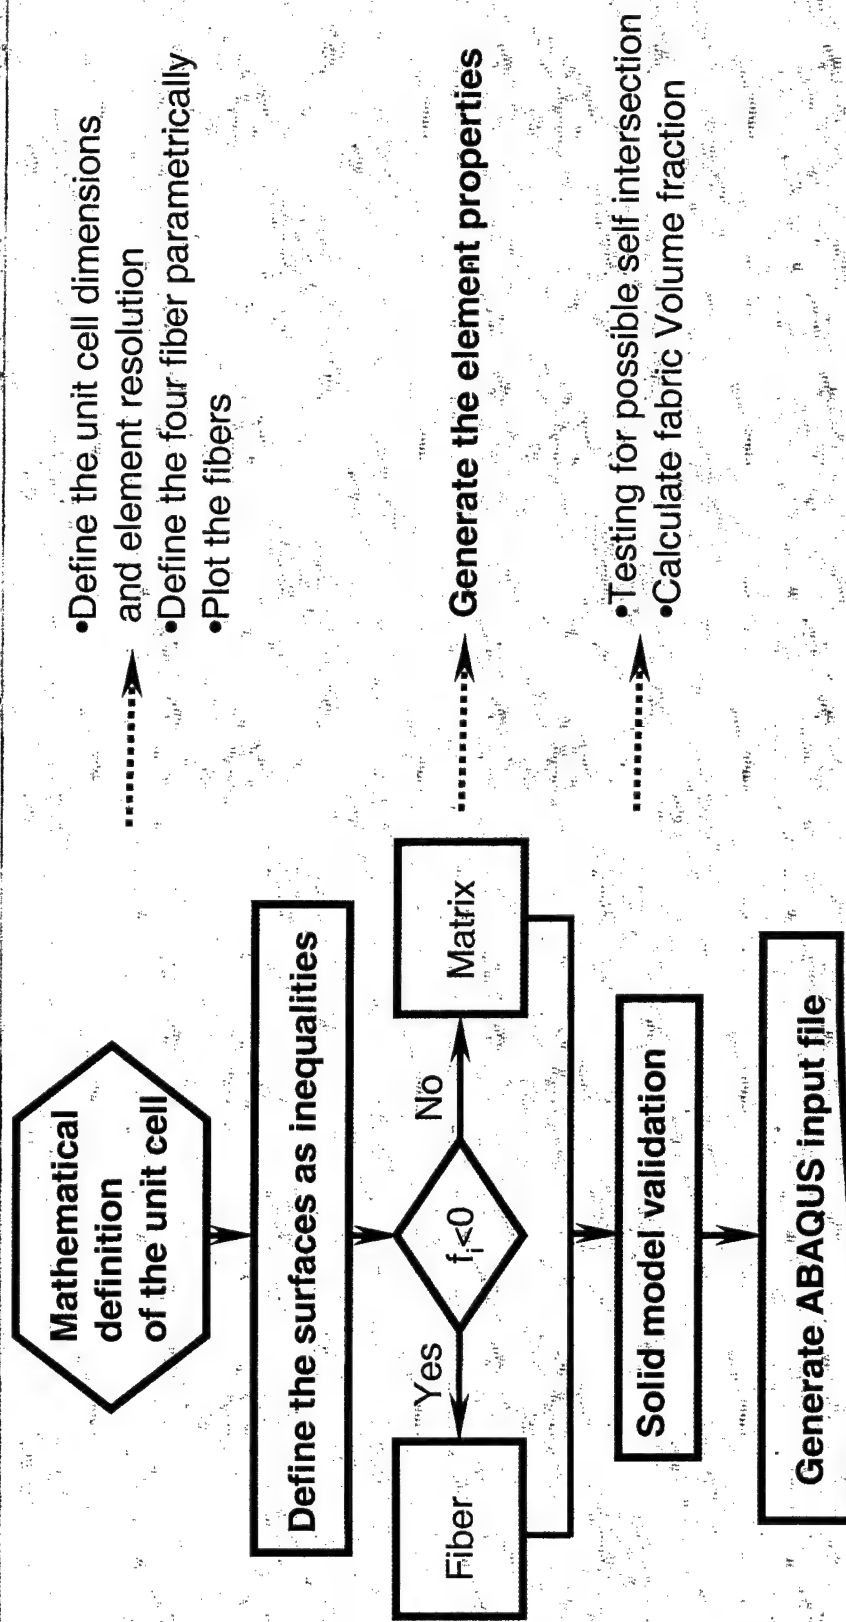 Mathematical
definition
of the unit cell
•Define the unit cell dimensions
and element resolution
•Define the four fiber parametrically
•Plot the fibers
Define the surfaces as inequalities
Yes
fi<0
No
Fiber
Matrix
Generate the element properties
Solid model validation
•Testing for possible self intersection
•Calculate fabric Volume fraction
Generate ABAQUS input file